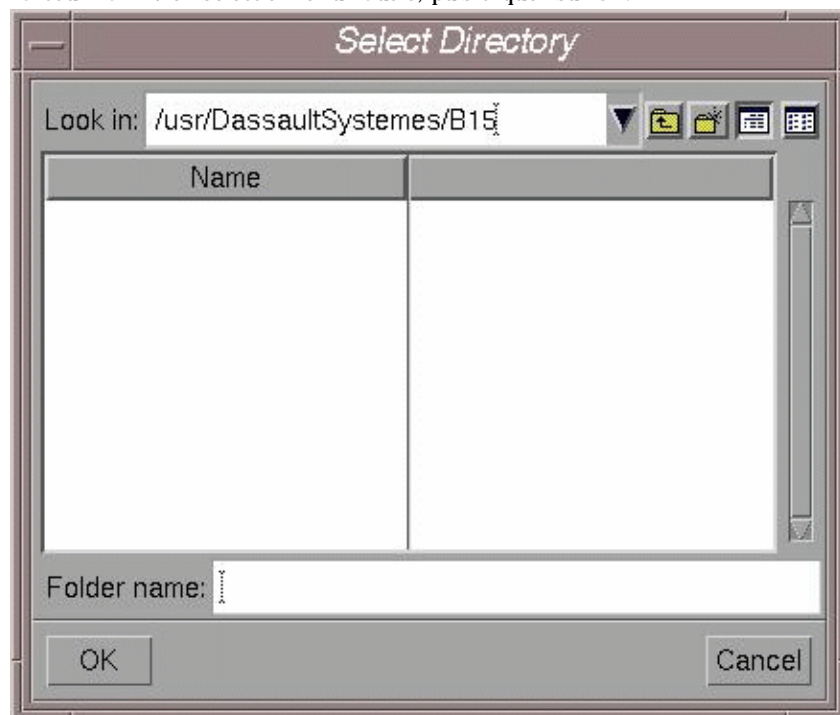 Select Directory
Look in: /usr/DassaultSystemes/B15
Name
Folder name:
OK Cancel